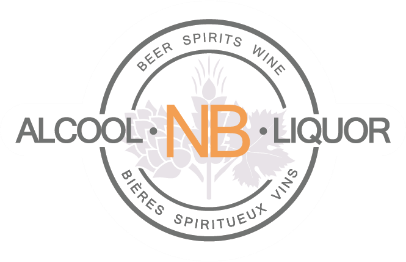 BEER SPIRITS WINE
ALCOOL · NB · LIQUOR
BIÈRES SPIRITUEUX VINS